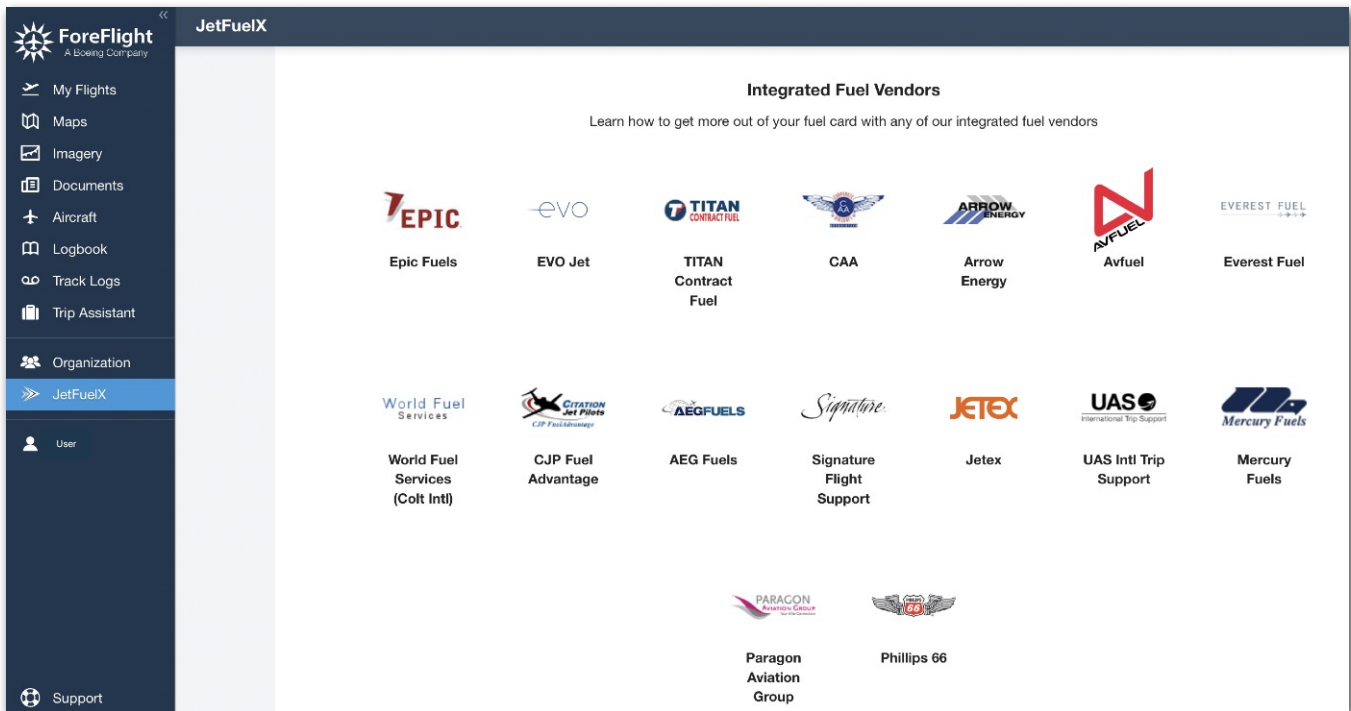 «
ForeFlight
A Boeing Company
JetFuelX
My Flights
Maps
Imagery
Documents
Aircraft
Logbook
Track Logs
Trip Assistant
Organization
JetFuelX
User
Support
Integrated Fuel Vendors
Learn how to get more out of your fuel card with any of our integrated fuel vendors
EPIC
evo
TITAN
CONTRACT FUEL
CAA
ARROW
ENERGY
AVFUEL
EVEREST FUEL
Epic Fuels
EVO Jet
TITAN
Contract
Fuel
CAA
Arrow
Energy
Avfuel
Everest Fuel
World Fuel
Services
CITATION
Jet Pilots
CJP Fuel Advantage
AEGFUELS
Signature
JETEX
UAS
International Trip Support
Mercury Fuels
World Fuel
Services
(Colt Intl)
CJP Fuel
Advantage
AEG Fuels
Signature
Flight
Support
Jetex
UAS Intl Trip
Support
Mercury
Fuels
PARAGON
AVIATION GROUP
PHILLIPS
66
Paragon
Aviation
Group
Phillips 66